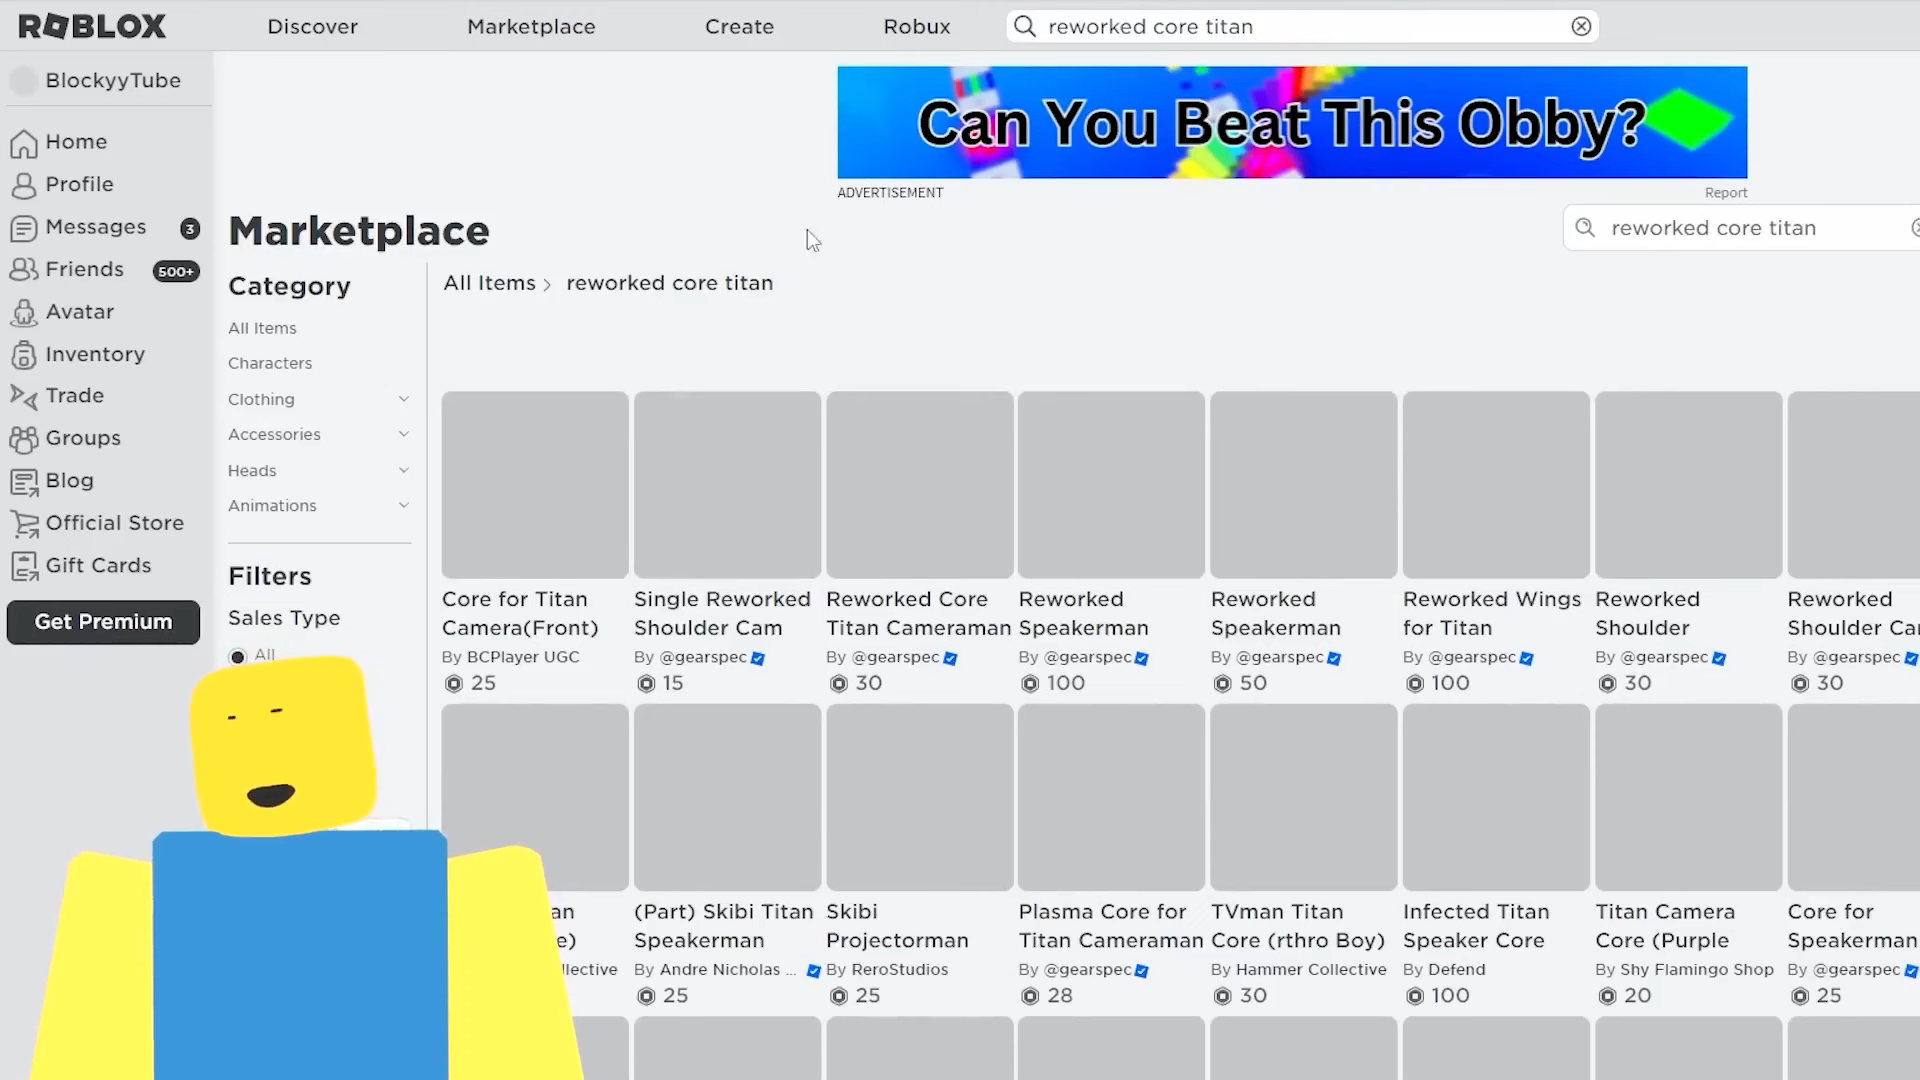 ROBLOX
Discover
Marketplace
Create
Robux
reworked core titan
BlockyyTube
Home
Profile
Messages 3
Friends 500+
Avatar
Inventory
Trade
Groups
Blog
Official Store
Gift Cards
Get Premium
Can You Beat This Obby?
ADVERTISEMENT
Report
Marketplace
reworked core titan
Category
All Items
Characters
Clothing
Accessories
Heads
Animations
Filters
Sales Type
All
All Items > reworked core titan
Core for Titan
Camera(Front)
By BCPlayer UGC
25
Single Reworked
Shoulder Cam
By @gearspec
15
Reworked Core
Titan Cameraman
By @gearspec
30
Reworked
Speakerman
By @gearspec
100
Reworked
Speakerman
By @gearspec
50
Reworked Wings
for Titan
By @gearspec
100
Reworked
Shoulder
By @gearspec
30
Reworked
Shoulder Ca
By @gearspec
30
an
e)
llective
(Part) Skibi Titan
Speakerman
By Andre Nicholas ...
25
Skibi
Projectorman
By ReroStudios
25
Plasma Core for
Titan Cameraman
By @gearspec
28
TVman Titan
Core (rthro Boy)
By Hammer Collective
30
Infected Titan
Speaker Core
By Defend
100
Titan Camera
Core (Purple
By Shy Flamingo Shop
20
Core for
Speakerman
By @gearspec
25